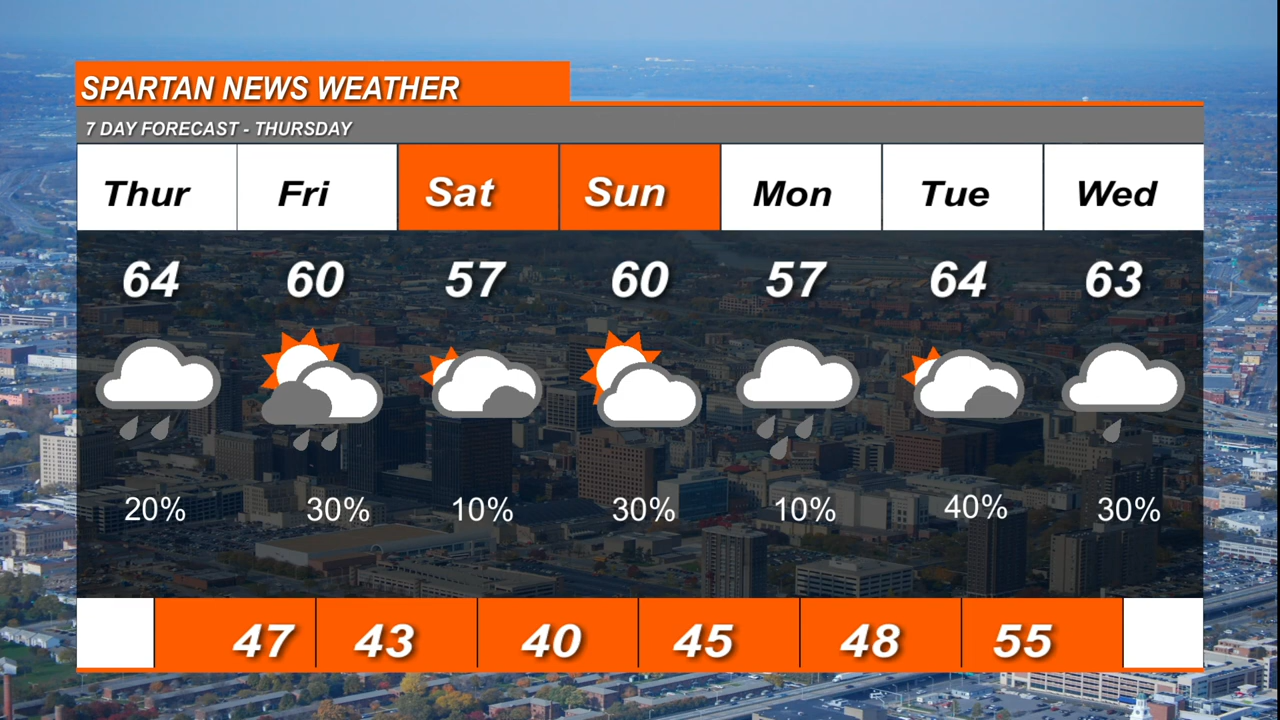 SPARTAN NEWS WEATHER
7 DAY FORECAST - THURSDAY
Thur Fri Sat Sun Mon Tue Wed
64 60 57 60 57 64 63
20% 30% 10% 30% 10% 40% 30%
47 43 40 45 48 55